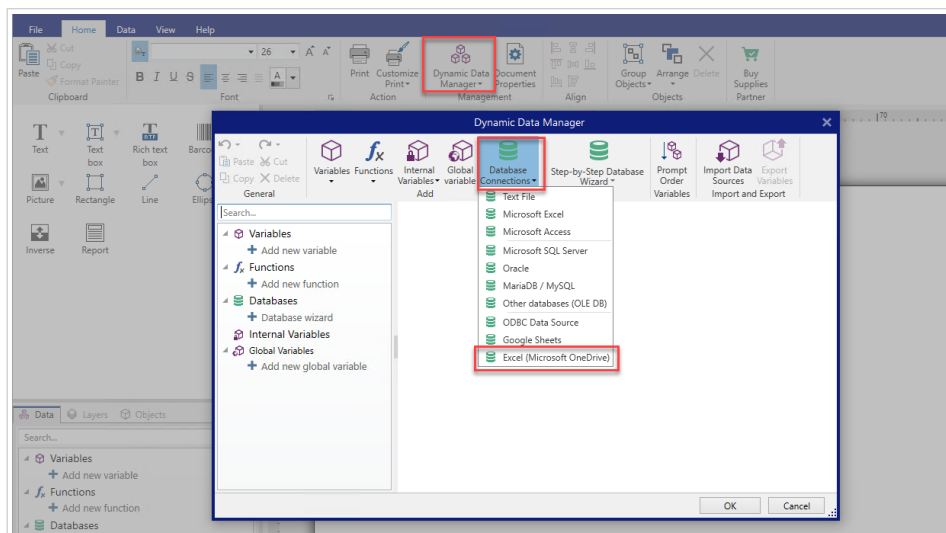 File Home Data View Help
Paste
Cut
Copy
Format Painter
Clipboard
26
B I U S
A
Font
Print
Customize Print
Action
Dynamic Data Manager
Document Properties
Management
Align
Group Objects
Arrange
Delete
Objects
Buy Supplies
Partner
Text
Text box
Rich text box
Picture
Rectangle
Line
Inverse
Report
170
Dynamic Data Manager
Paste Cut
Copy Delete
General
Variables
Functions
Internal Variables
Global variable
Database Connections
Step-by-Step Database Wizard
Add
Prompt Order
Variables
Import Data Sources
Export Variables
Import and Export
Search...
Variables
Add new variable
Functions
Add new function
Databases
Database wizard
Internal Variables
Global Variables
Add new global variable
Text File
Microsoft Excel
Microsoft Access
Microsoft SQL Server
Oracle
MariaDB / MySQL
Other databases (OLE DB)
ODBC Data Source
Google Sheets
Excel (Microsoft OneDrive)
OK Cancel
Data Layers Objects
Search...
Variables
Add new variable
Functions
Add new function
Databases